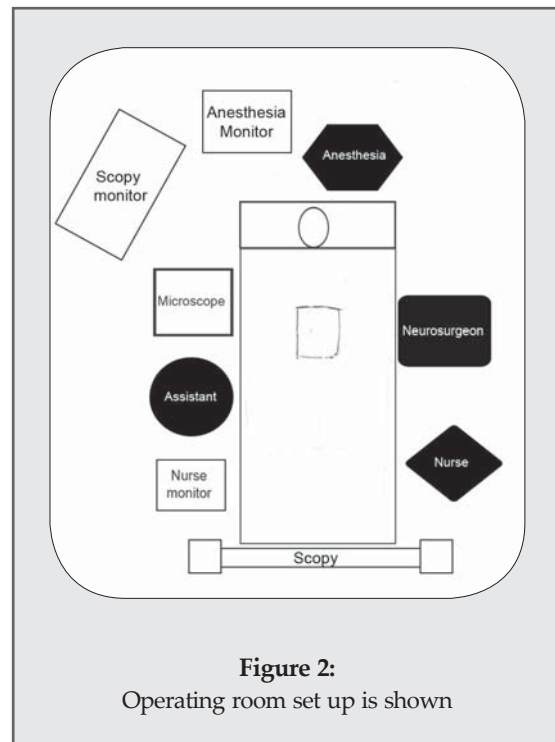 Anesthesia
Monitor
Anesthesia
Scopy
monitor
Microscope
Neurosurgeon
Assistant
Nurse
Nurse
monitor
Scopy
Figure 2:
Operating room set up is shown